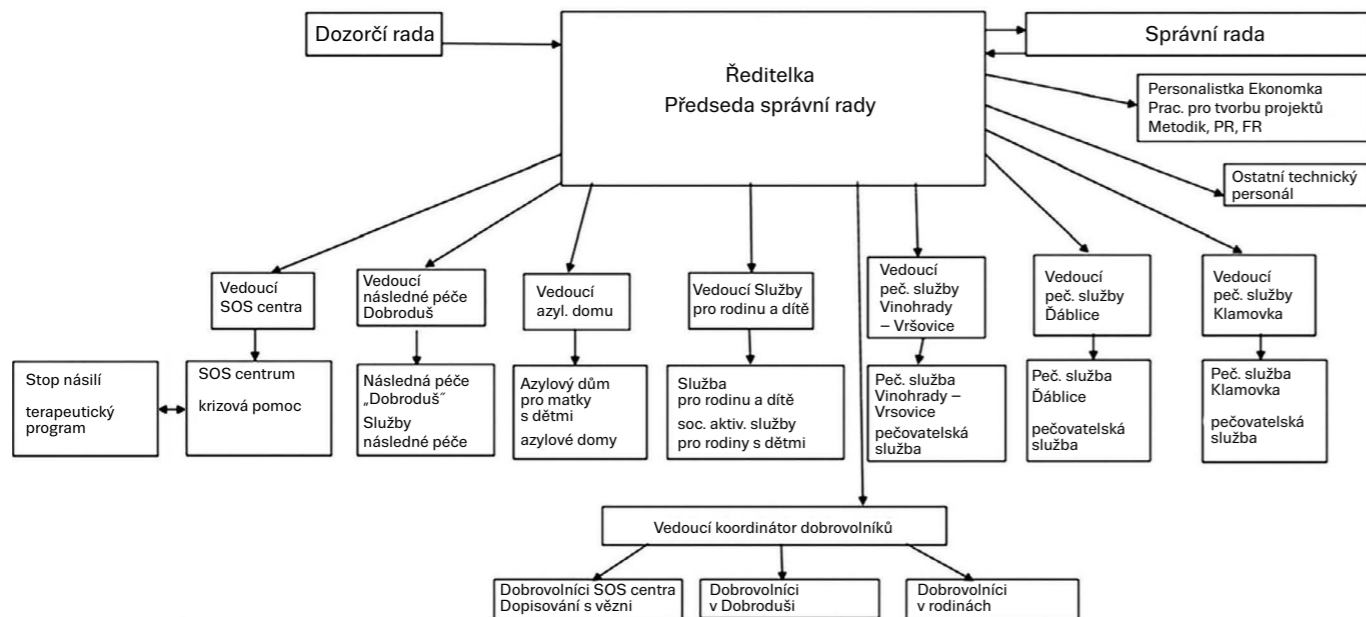 Dozorčí rada
Ředitelka
Předseda správní rady
Správní rada
Personalistka Ekonomka
Prac. pro tvorbu projektů
Metodik, PR, FR
Ostatní technický
personál
Vedoucí
SOS centra
Vedoucí
následné péče
Dobroduš
Vedoucí
azyl. domu
Vedoucí Služby
pro rodinu a dítě
Vedoucí
peč. služby
Vinohrady
– Vršovice
Vedoucí
peč. služby
Ďáblice
Vedoucí
peč. služby
Klamovka
Stop násilí
terapeutický
program
SOS centrum
krizová pomoc
Následná péče
„Dobroduš˝
Služby
následné péče
Azylový dům
pro matky
s dětmi
azylové domy
Služba
pro rodinu a dítě
soc. aktiv. služby
pro rodiny s dětmi
Peč. služba
Vinohrady –
Vrsovice
pečovatelská
služba
Peč. služba
Ďáblice
pečovatelská
služba
Peč. služba
Klamovka
pečovatelská
služba
Vedoucí koordinátor dobrovolníků
Dobrovolníci SOS centra
Dopisování s vězni
Dobrovolníci
v Dobroduši
Dobrovolníci
v rodinách